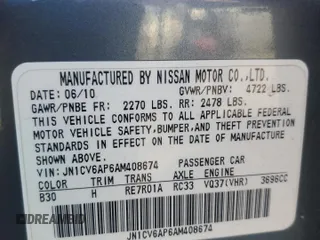 MANUFACTURED BY NISSAN MOTOR CO.,LTD.
DATE: 06/10 GVWR/PNBV: 4722 LBS.
GAWR/PNBE FR: 2270 LBS. RR: 2478 LBS.
THIS VEHICLE CONFORMS TO ALL APPLICABLE FEDERAL
MOTOR VEHICLE SAFETY,BUMPER,AND THEFT PREVENTION
STANDARDS IN EFFECT ON THE DATE OF MANUFACTURE
SHOWN ABOVE.
VIN: JN1CV6AP6AM408674 PASSENGER CAR
COLOR TRIM TRANS AXLE ENGINE
B30 H RE7R01A RC33 VQ37(VHR) 3696CC
JN1CV6AP6AM408674
©AUTOBIDMASTER